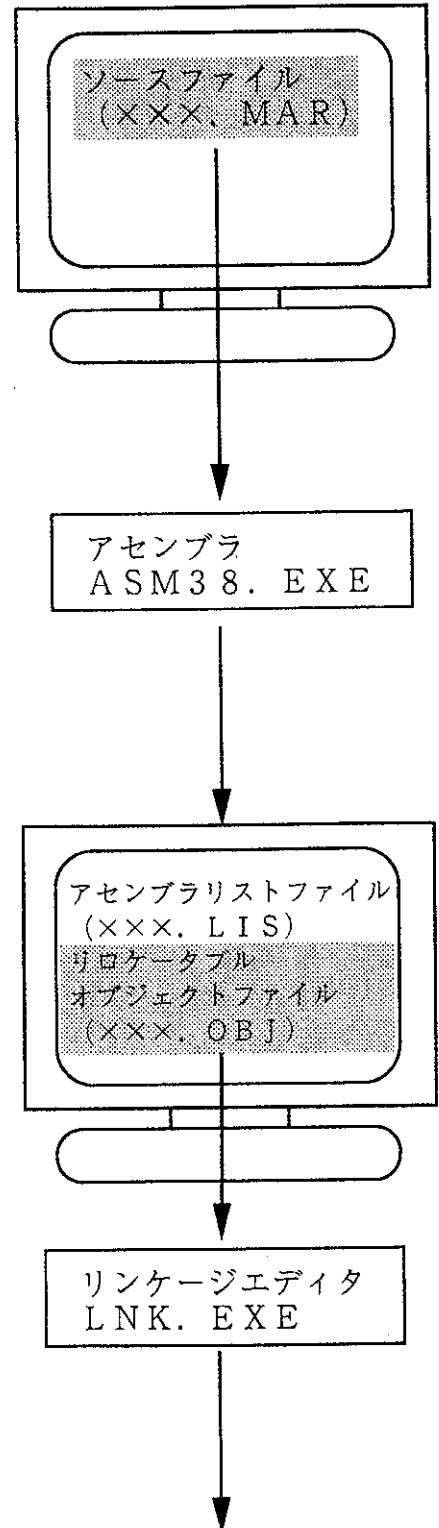 ソースファイル
(×××. MAR)
アセンブラ
ASM38. EXE
アセンブラリストファイル
(×××. LIS)
リロケータブル
オブジェクトファイル
(×××. OBJ)
リンケージエディタ
LNK. EXE